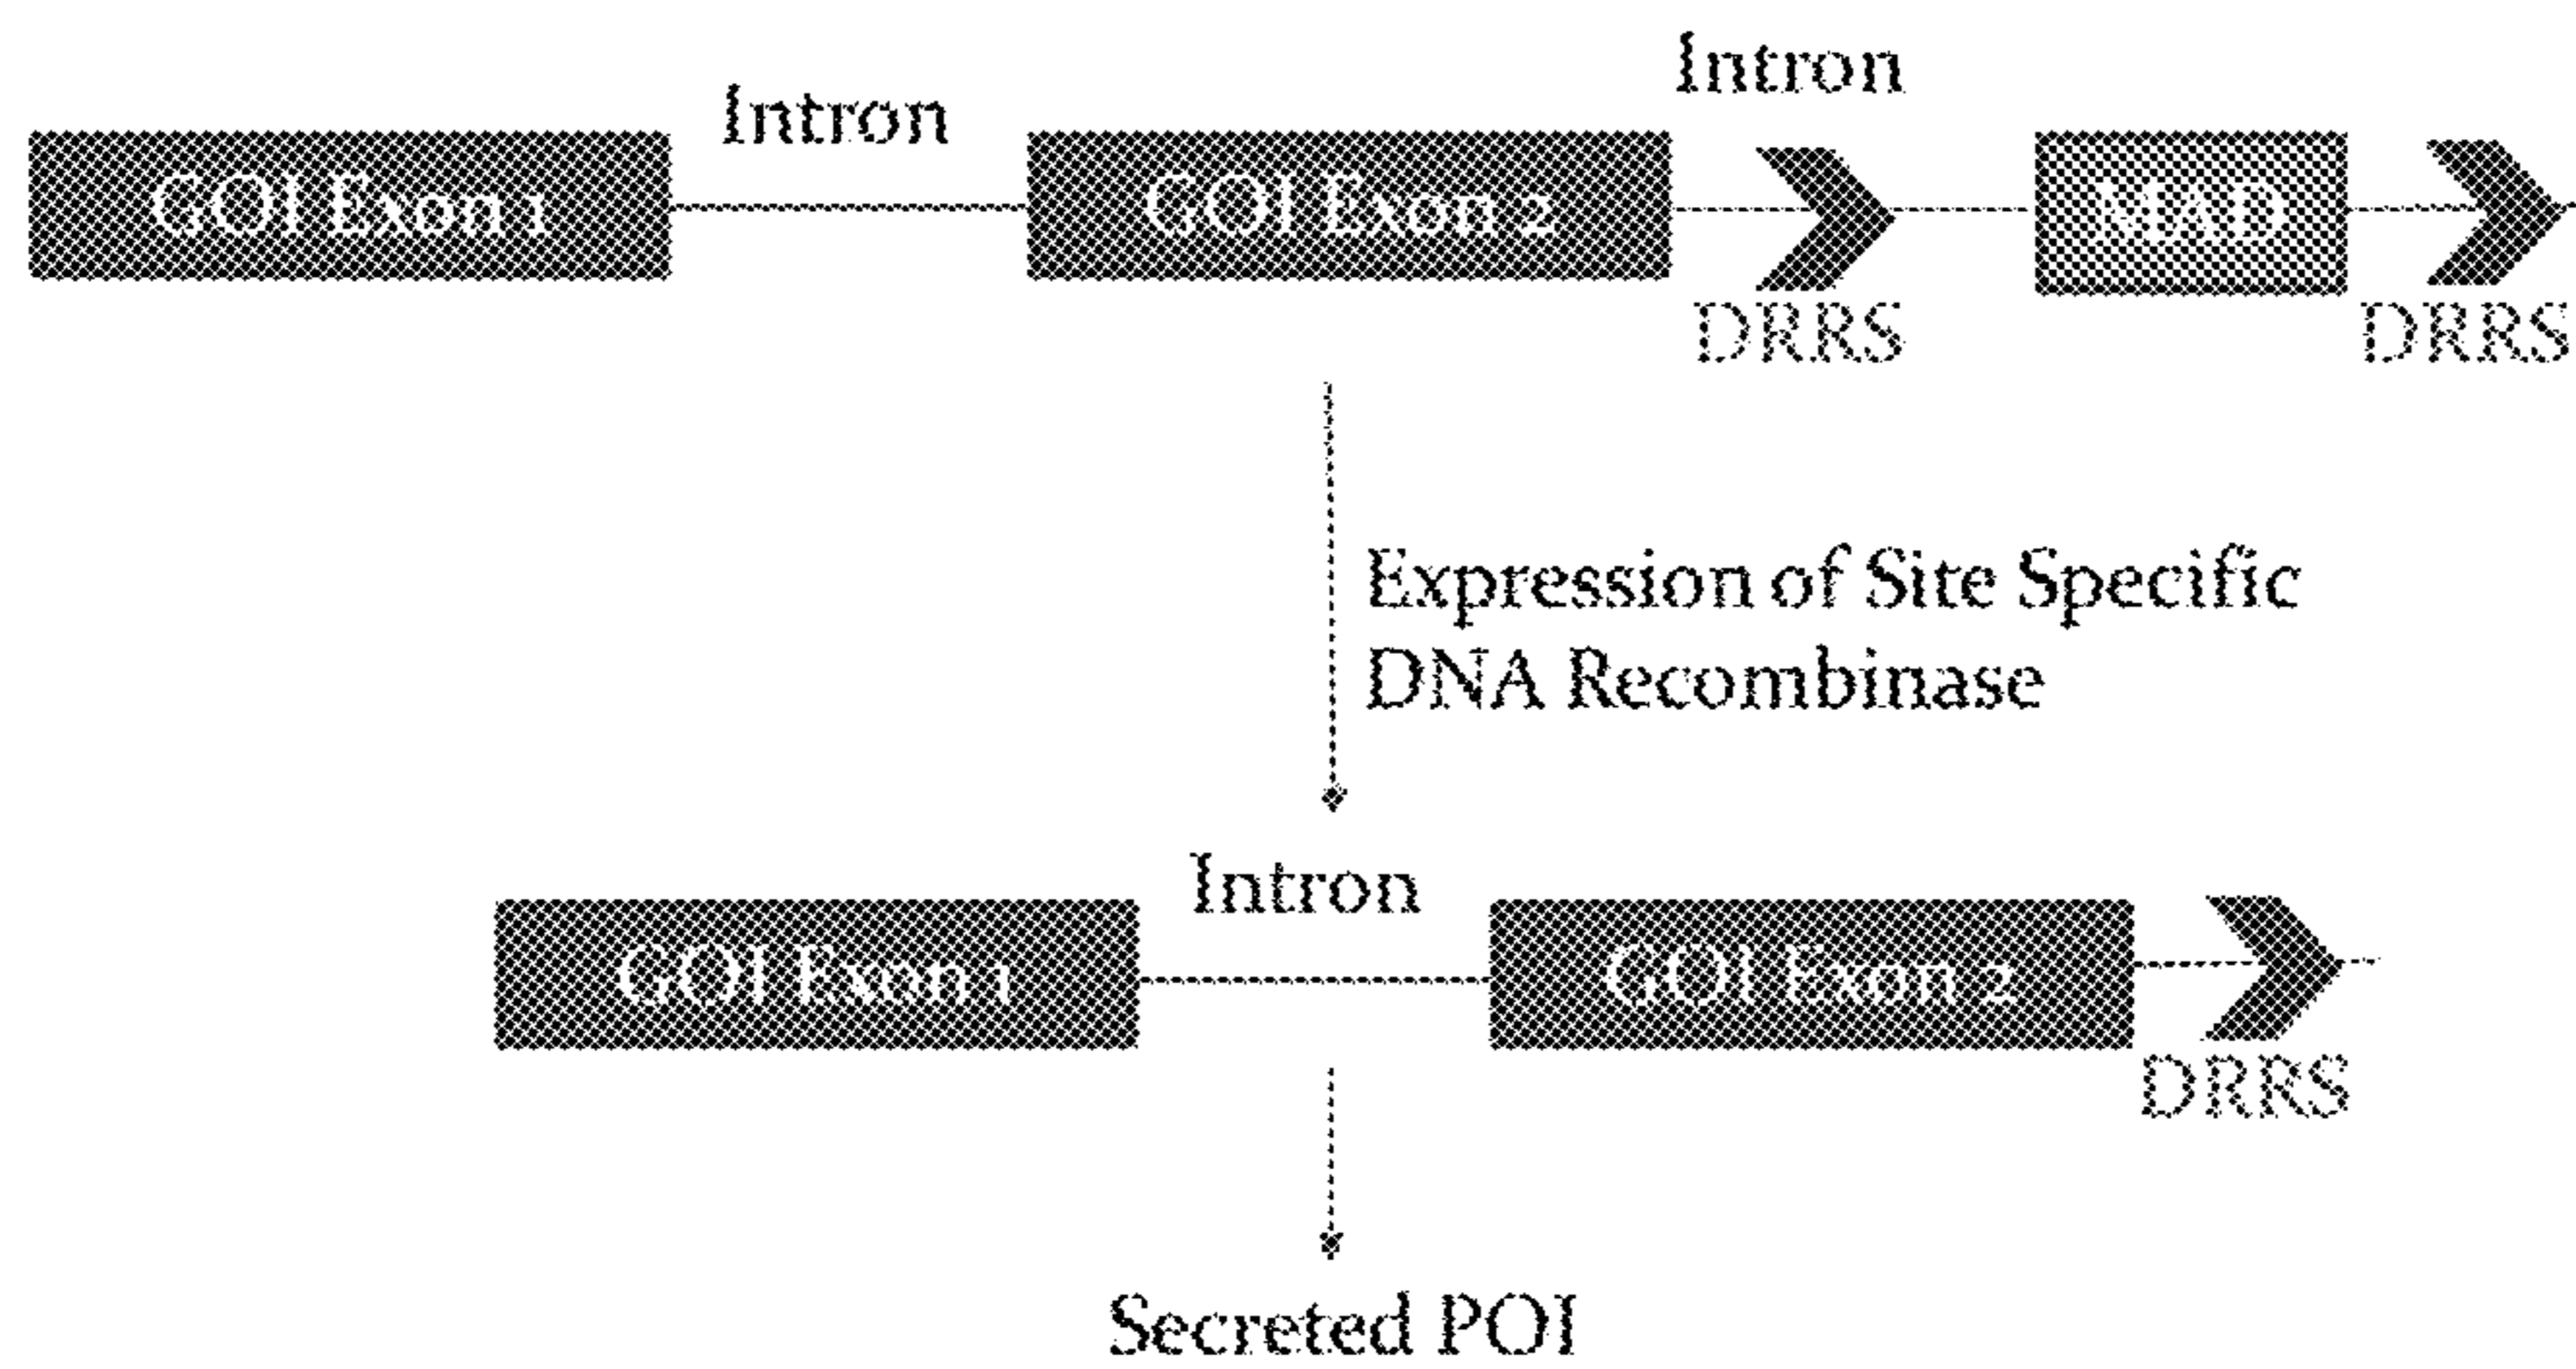 Intron
Intron
GOI Exon 1
GOI Exon 2
MAD
DRRS
DRRS
Expression of Site Specific
DNA Recombinase
Intron
GOI Exon 1
GOI Exon 2
DRRS
Secreted POI